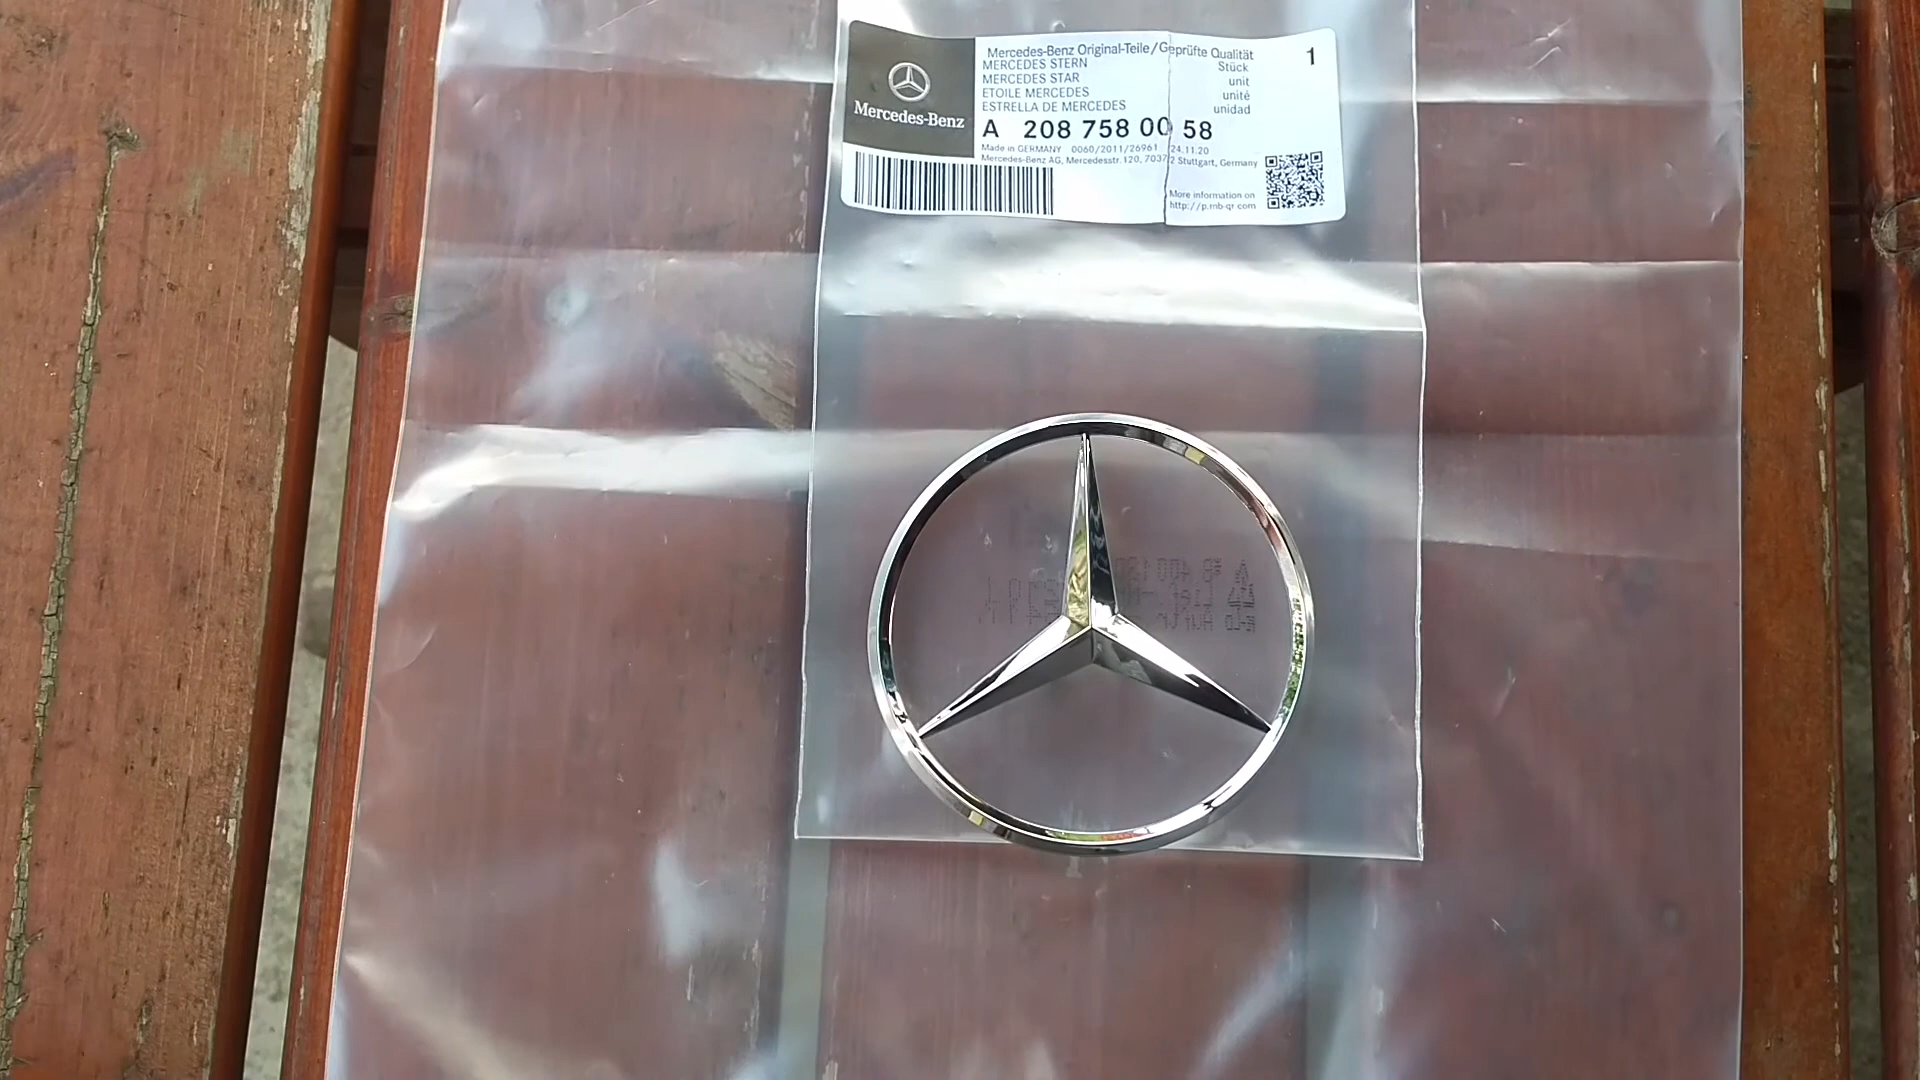 Mercedes-Benz Original-Teile/Geprüfte Qualität 1
MERCEDES STERN Stück
MERCEDES STAR unit
ETOILE MERCEDES unité
ESTRELLA DE MERCEDES unidad
Mercedes-Benz
A 208 758 00 58
Made in GERMANY 0060/2011/26961 24.11.20
Mercedes-Benz AG, Mercedesstr.120, 70372 Stuttgart, Germany
More information on
http://p.mb-qr.com